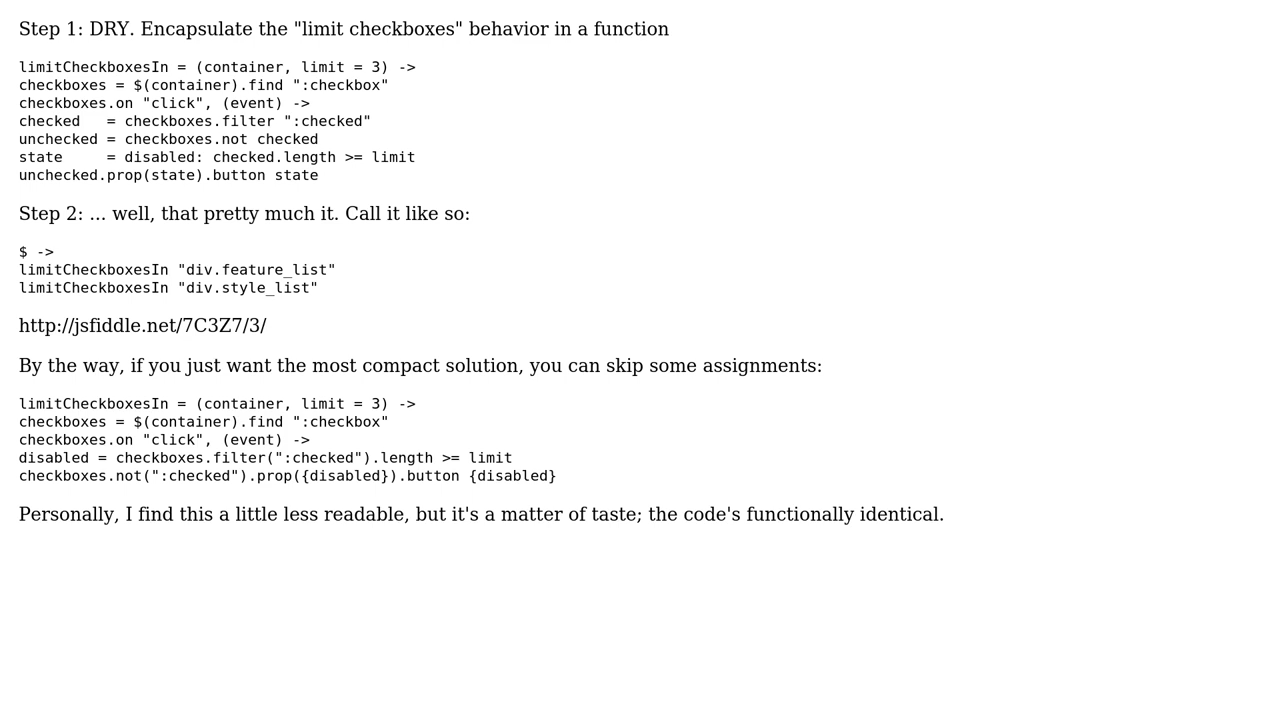 Step 1: DRY. Encapsulate the "limit checkboxes" behavior in a function
limitCheckboxesIn = (container, limit = 3) ->
checkboxes = $(container).find ":checkbox"
checkboxes.on "click", (event) ->
checked   = checkboxes.filter ":checked"
unchecked = checkboxes.not checked
state     = disabled: checked.length >= limit
unchecked.prop(state).button state
Step 2: ... well, that pretty much it. Call it like so:
$ ->
limitCheckboxesIn "div.feature_list"
limitCheckboxesIn "div.style_list"
http://jsfiddle.net/7C3Z7/3/
By the way, if you just want the most compact solution, you can skip some assignments:
limitCheckboxesIn = (container, limit = 3) ->
checkboxes = $(container).find ":checkbox"
checkboxes.on "click", (event) ->
disabled = checkboxes.filter(":checked").length >= limit
checkboxes.not(":checked").prop({disabled}).button {disabled}
Personally, I find this a little less readable, but it's a matter of taste; the code's functionally identical.